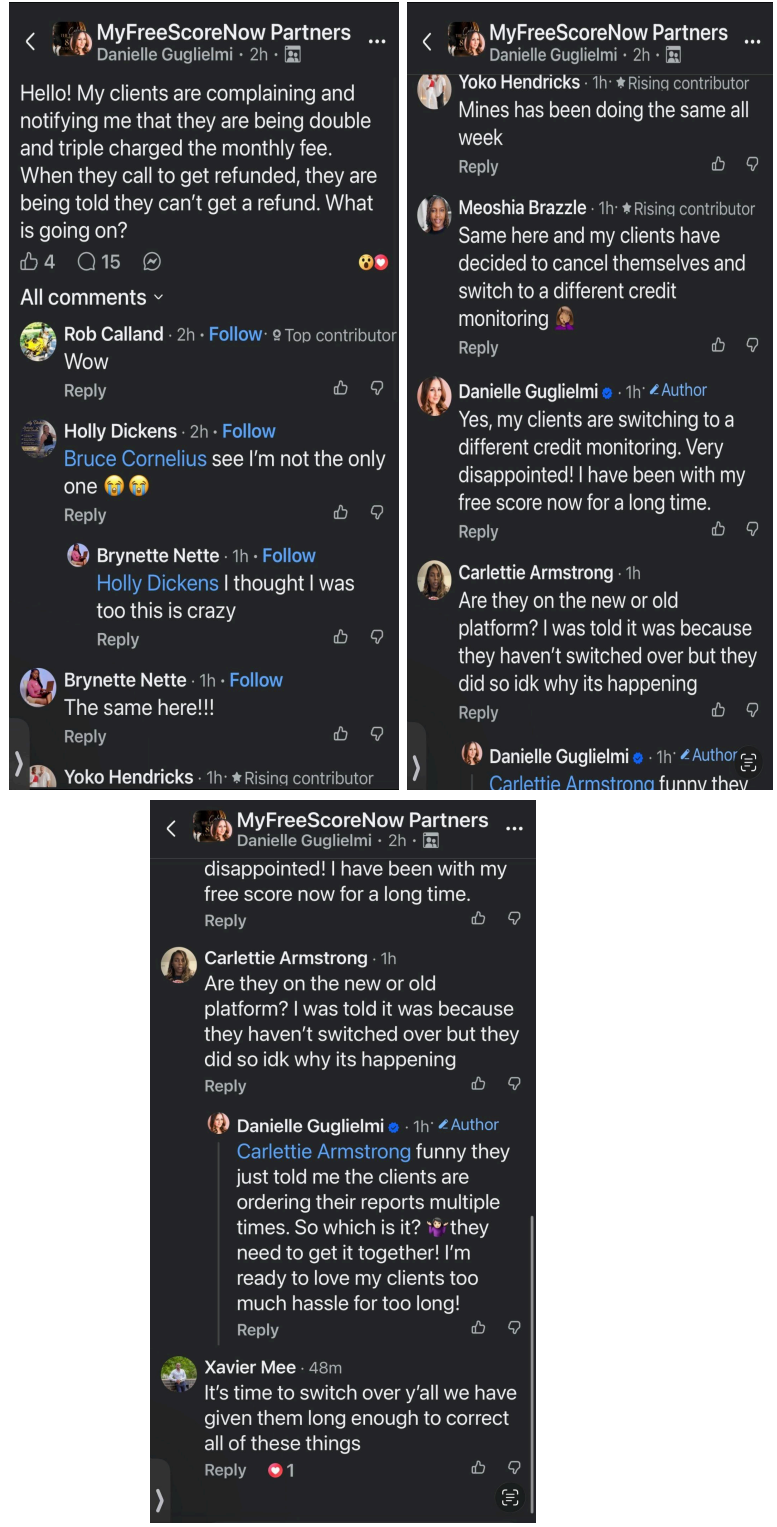 MyFreeScoreNow Partners
Danielle Guglielmi · 2h ·
Hello! My clients are complaining and
notifying me that they are being double
and triple charged the monthly fee.
When they call to get refunded, they are
being told they can't get a refund. What
is going on?
4 15
All comments
Rob Calland · 2h · Follow · Top contributor
Wow
Reply
Holly Dickens · 2h · Follow
Bruce Cornelius see I'm not the only
one 😭😭
Reply
Brynette Nette · 1h · Follow
Holly Dickens I thought I was
too this is crazy
Reply
Brynette Nette · 1h · Follow
The same here!!!
Reply
Yoko Hendricks · 1h · Rising contributor
MyFreeScoreNow Partners
Danielle Guglielmi · 2h ·
Yoko Hendricks · 1h · Rising contributor
Mines has been doing the same all
week
Reply
Meoshia Brazzle · 1h · Rising contributor
Same here and my clients have
decided to cancel themselves and
switch to a different credit
monitoring 🤦🏽‍♀️
Reply
Danielle Guglielmi · 1h · Author
Yes, my clients are switching to a
different credit monitoring. Very
disappointed! I have been with my
free score now for a long time.
Reply
Carlettie Armstrong · 1h
Are they on the new or old
platform? I was told it was because
they haven't switched over but they
did so idk why its happening
Reply
Danielle Guglielmi · 1h · Author
Carlettie Armstrong funny they
MyFreeScoreNow Partners
Danielle Guglielmi · 2h ·
disappointed! I have been with my
free score now for a long time.
Reply
Carlettie Armstrong · 1h
Are they on the new or old
platform? I was told it was because
they haven't switched over but they
did so idk why its happening
Reply
Danielle Guglielmi · 1h · Author
Carlettie Armstrong funny they
just told me the clients are
ordering their reports multiple
times. So which is it? 🤷🏻‍♀️they
need to get it together! I'm
ready to love my clients too
much hassle for too long!
Reply
Xavier Mee · 48m
It's time to switch over y'all we have
given them long enough to correct
all of these things
Reply 1